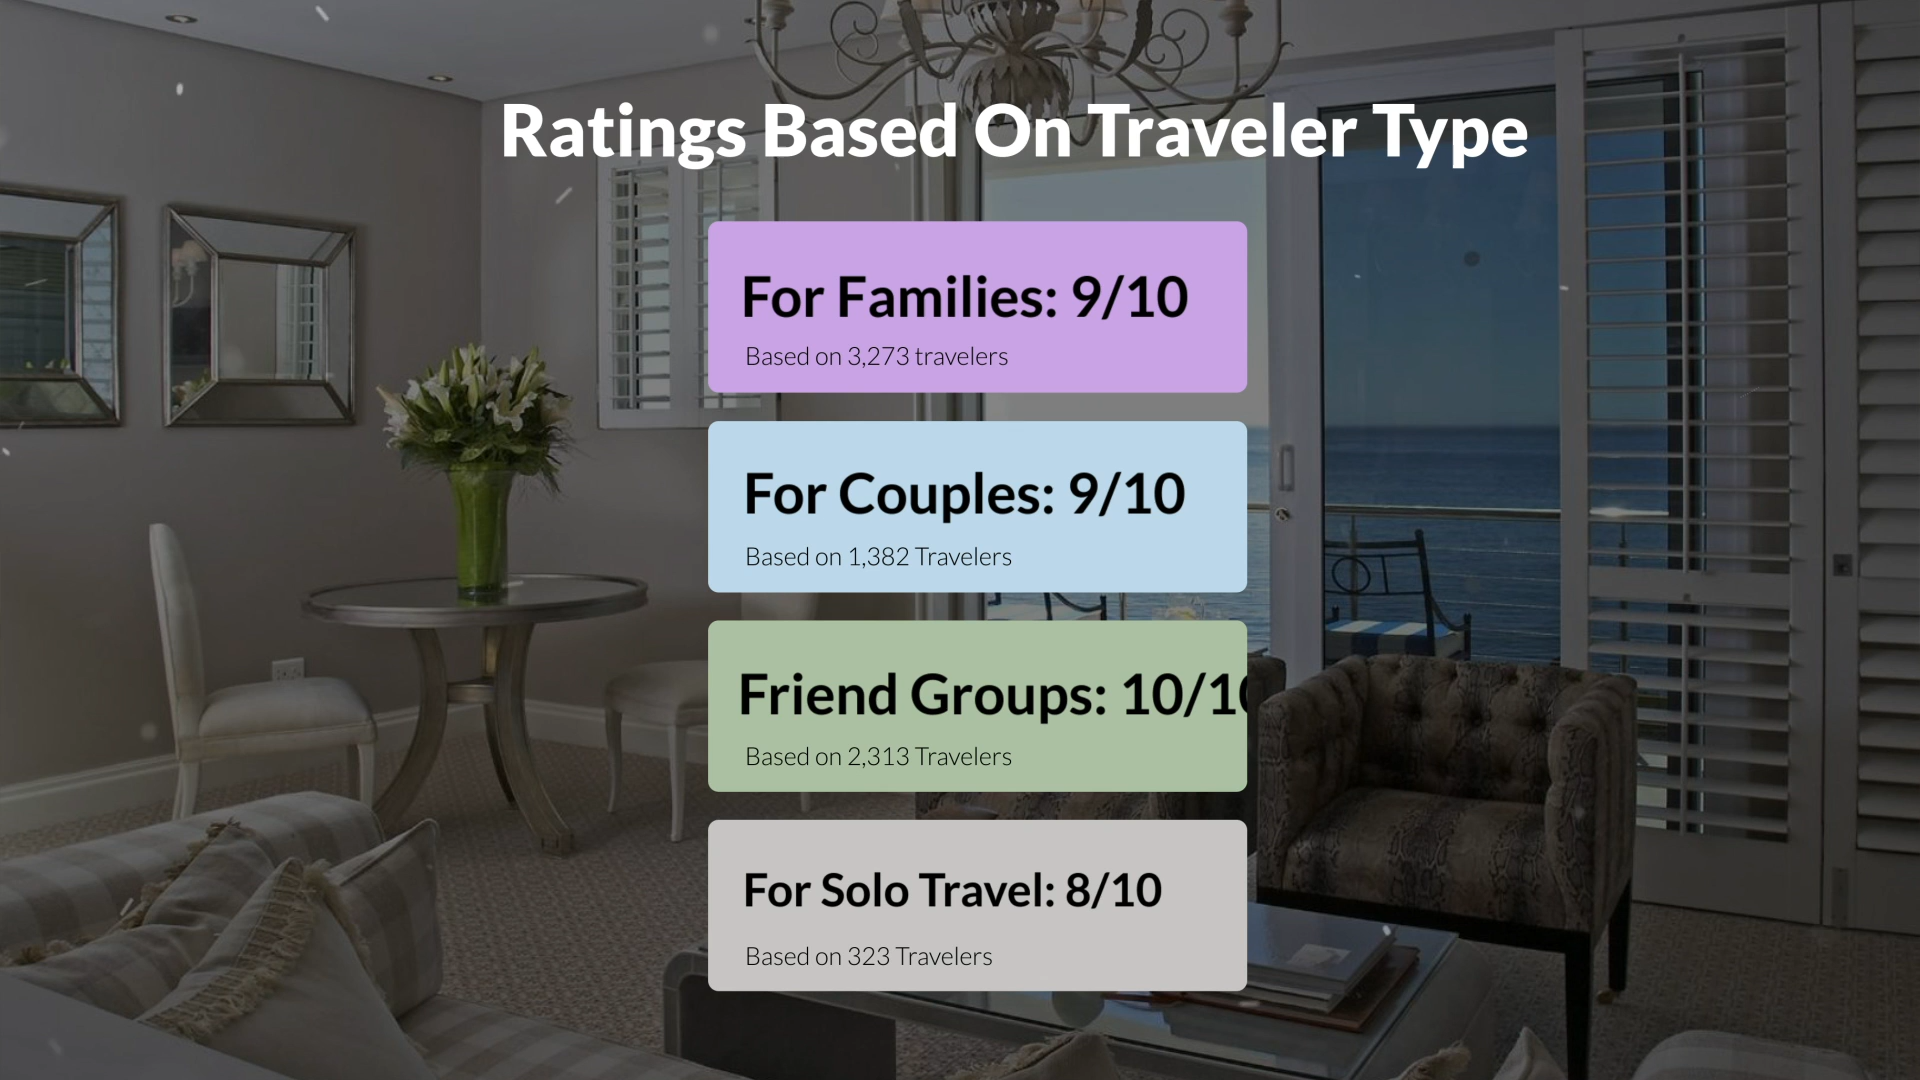 Ratings Based On Traveler Type
For Families: 9/10
Based on 3,273 travelers
For Couples: 9/10
Based on 1,382 Travelers
Friend Groups: 10/10
Based on 2,313 Travelers
For Solo Travel: 8/10
Based on 323 Travelers